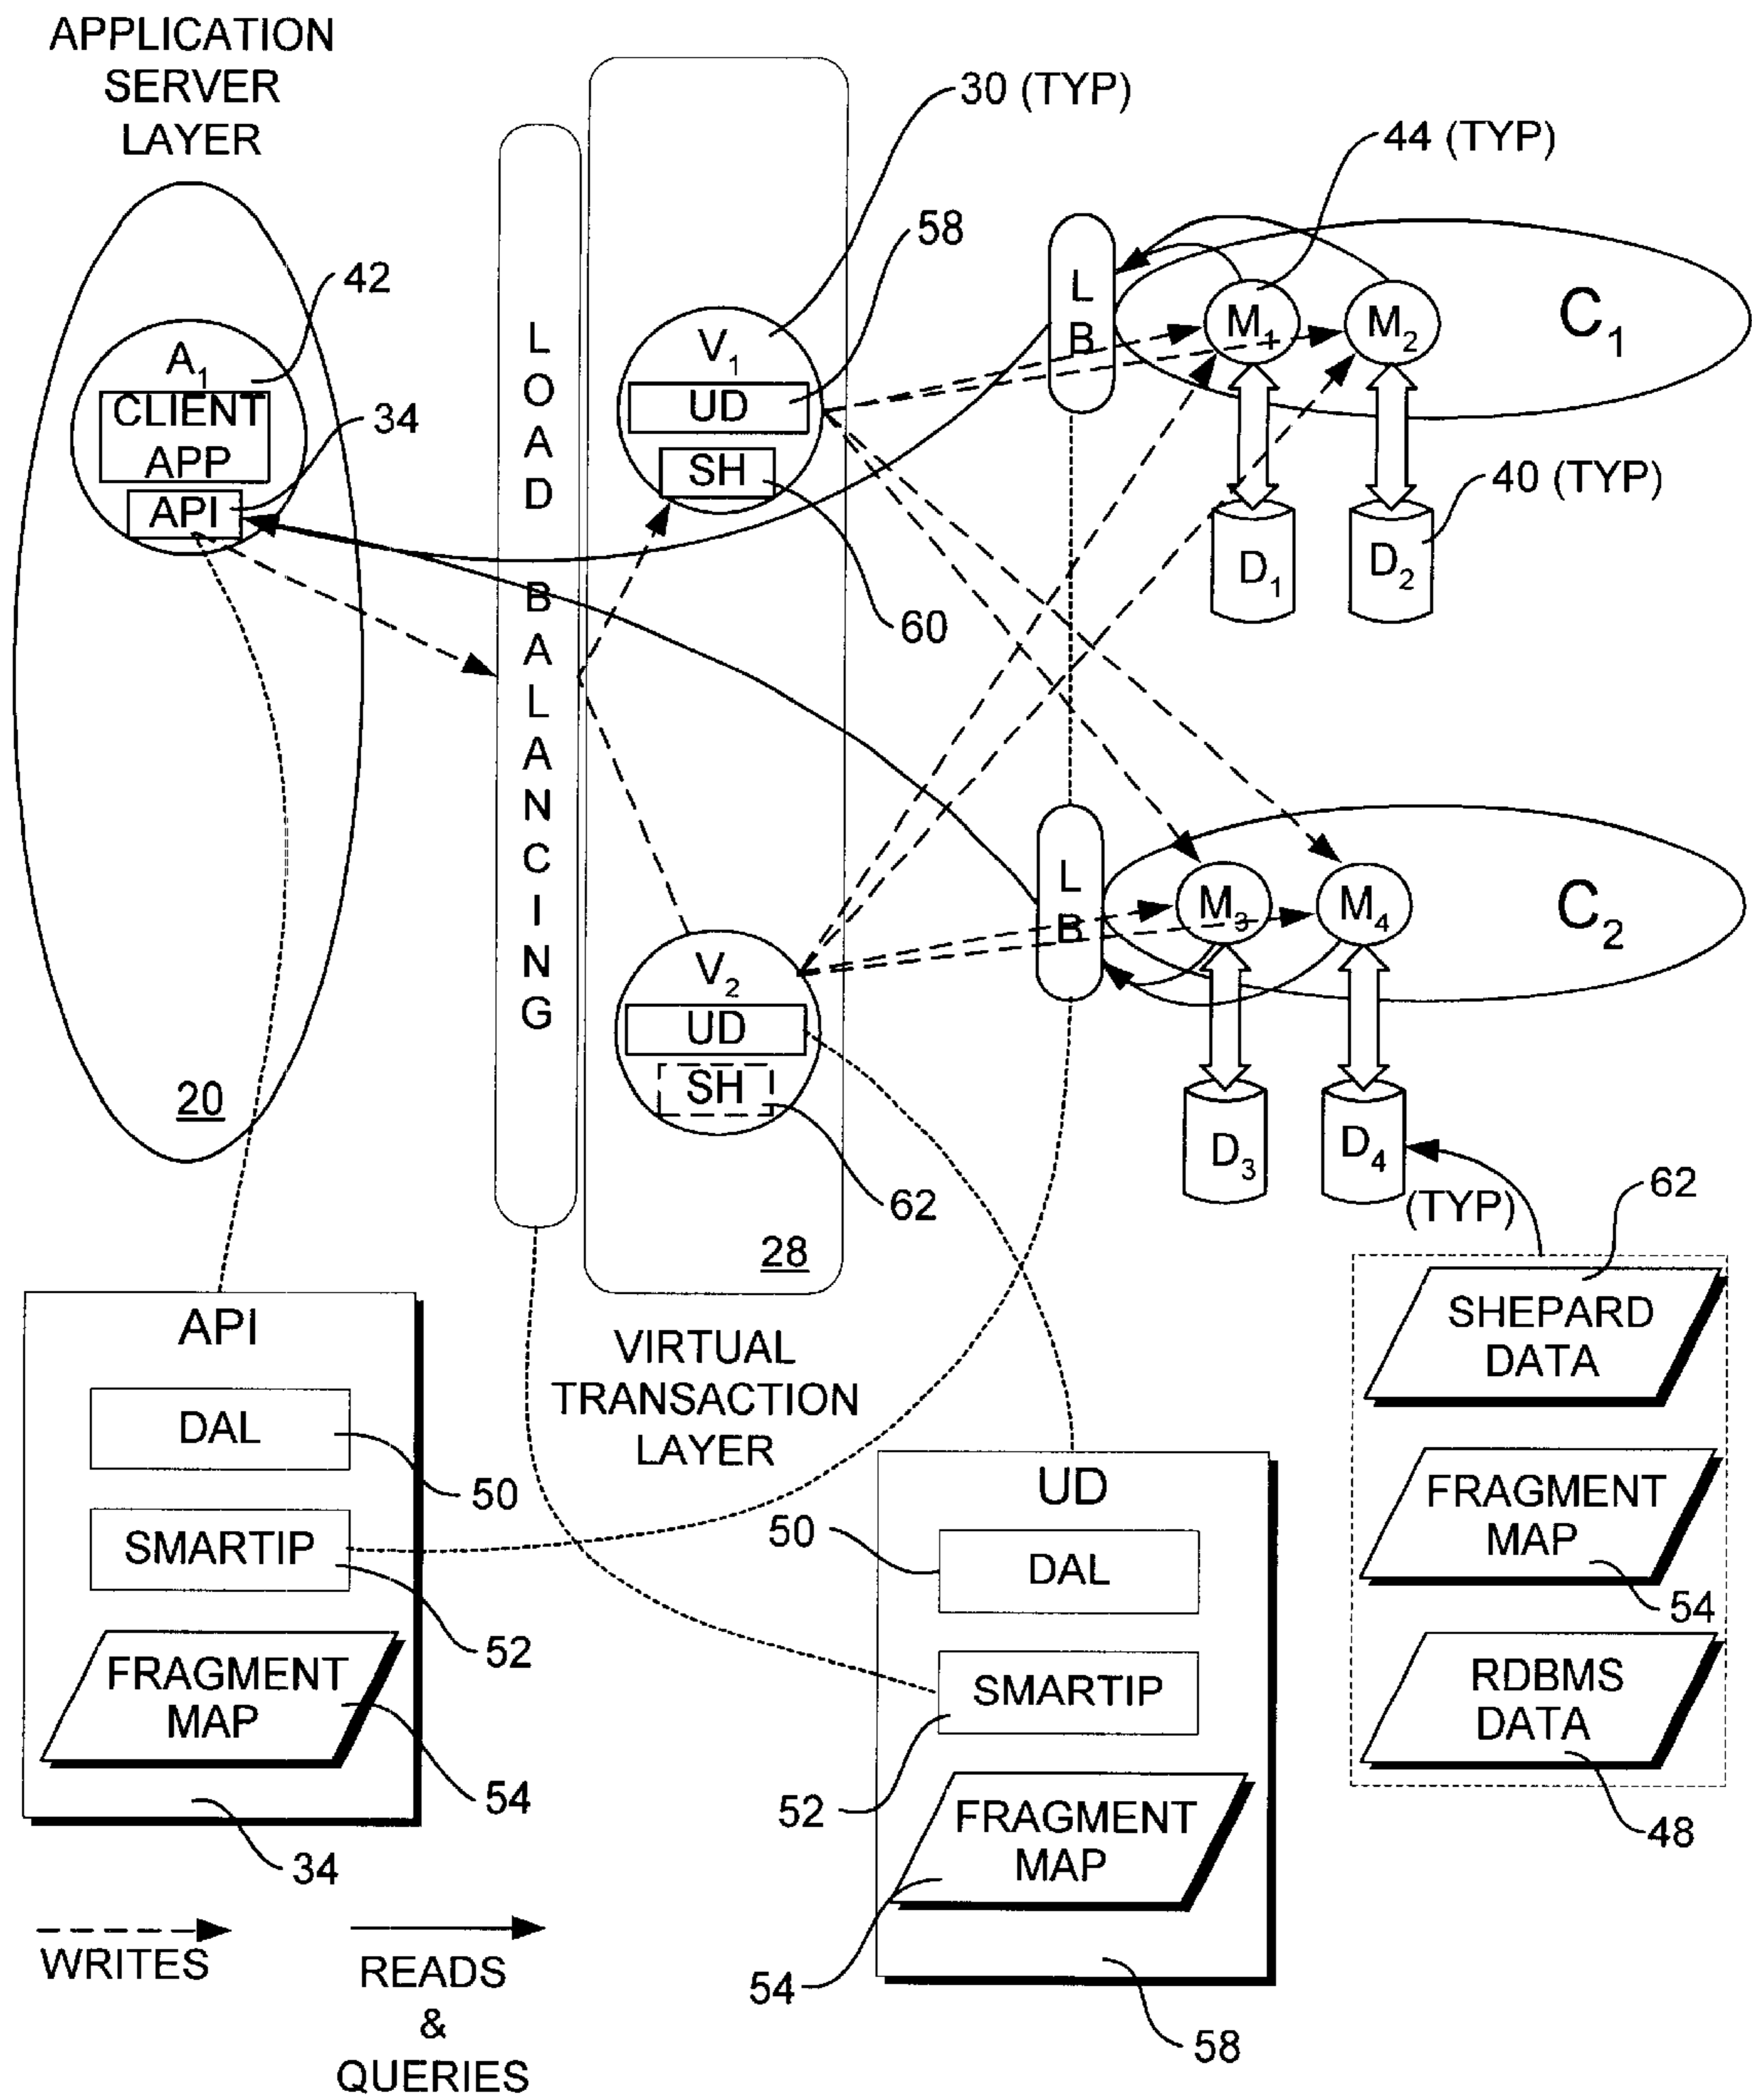 APPLICATION
SERVER
LAYER
30 (TYP)
44 (TYP)
58
42
L
B
M1
M2
C1
A1
CLIENT
APP
34
API
V1
UD
SH
40 (TYP)
D1
D2
60
LOAD
BALANCING
L
B
M3
M4
C2
V2
UD
SH
20
D3
D4
62
(TYP)
62
28
SHEPARD
DATA
API
VIRTUAL
TRANSACTION
LAYER
DAL
50
UD
FRAGMENT
MAP
50
SMARTIP
DAL
54
52
FRAGMENT
MAP
SMARTIP
RDBMS
DATA
54
52
FRAGMENT
MAP
48
34
WRITES
READS
&
QUERIES
54
58